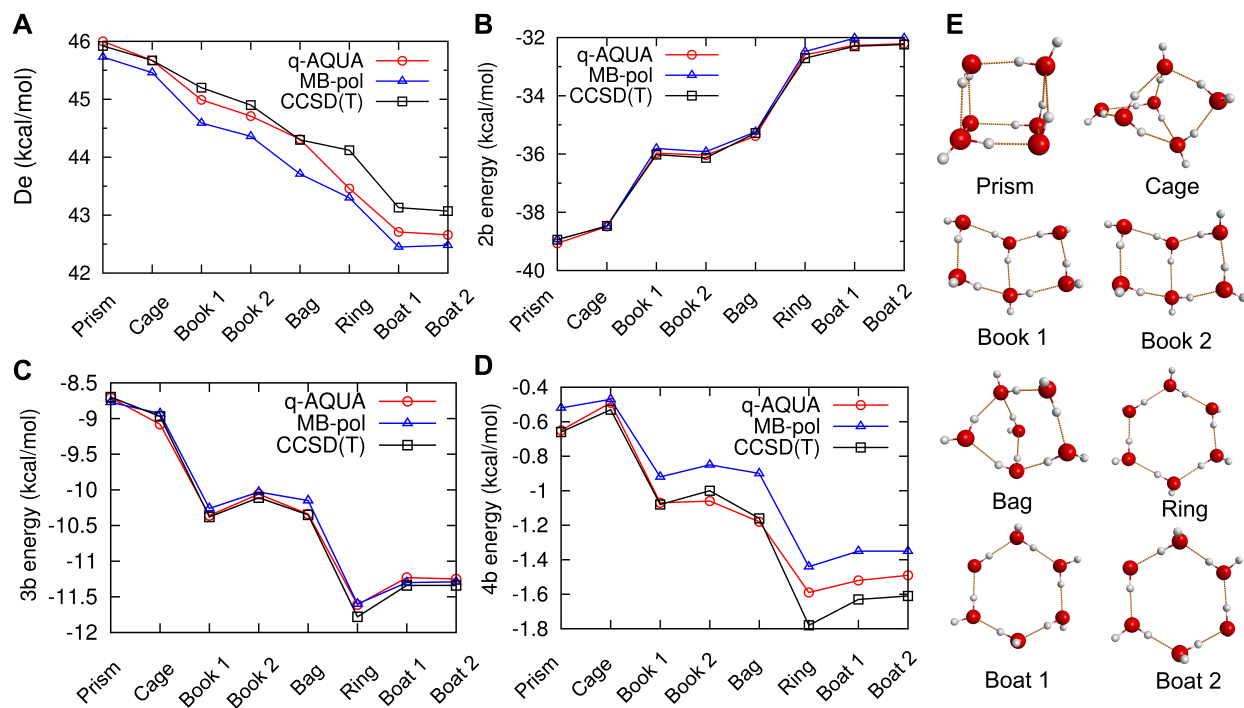 A
De (kcal/mol)
46
45
44
43
42
q-AQUA
MB-pol
CCSD(T)
Prism
Cage
Book 1
Book 2
Bag
Ring
Boat 1
Boat 2
B
2b energy (kcal/mol)
-32
-34
-36
-38
-40
q-AQUA
MB-pol
CCSD(T)
Prism
Cage
Book 1
Book 2
Bag
Ring
Boat 1
Boat 2
C
3b energy (kcal/mol)
-8.5
-9
-9.5
-10
-10.5
-11
-11.5
-12
q-AQUA
MB-pol
CCSD(T)
Prism
Cage
Book 1
Book 2
Bag
Ring
Boat 1
Boat 2
D
4b energy (kcal/mol)
-0.4
-0.6
-0.8
-1
-1.2
-1.4
-1.6
-1.8
q-AQUA
MB-pol
CCSD(T)
Prism
Cage
Book 1
Book 2
Bag
Ring
Boat 1
Boat 2
E
Prism
Cage
Book 1
Book 2
Bag
Ring
Boat 1
Boat 2